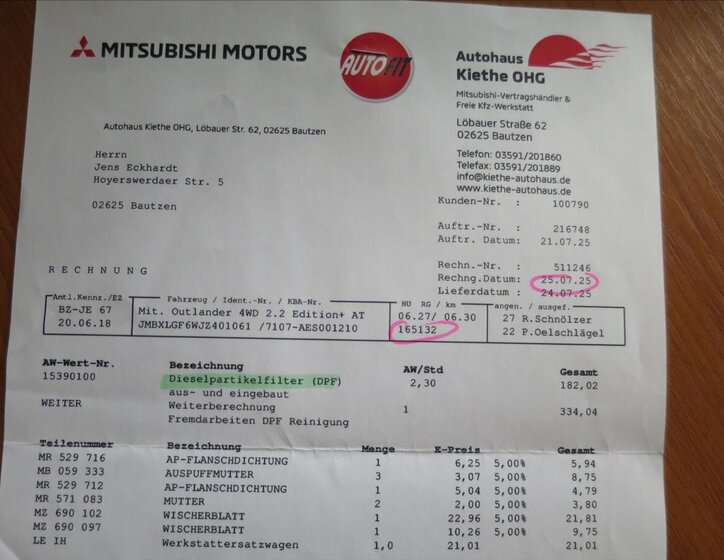 MITSUBISHI MOTORS
AUTOFIT
Autohaus
Kiethe OHG
Mitsubishi-Vertragshändler &
Freie Kfz-Werkstatt
Löbauer Straße 62
02625 Bautzen
Telefon: 03591/201860
Telefax: 03591/201889
info@kiethe-autohaus.de
www.kiethe-autohaus.de
Autohaus Kiethe OHG, Löbauer Str. 62, 02625 Bautzen
Herrn
Jens Eckhardt
Hoyerswerdaer Str. 5
02625 Bautzen
Kunden-Nr. : 100790
Auftr.-Nr. : 216748
Auftr. Datum: 21.07.25
Rechn.-Nr. : 511246
Rechng.Datum: 25.07.25
Lieferdatum : 24.07.25
RECHNUNG
Amtl.Kennz./EZ Fahrzeug / Ident.-Nr. / KBA-Nr. HU RG / km angen. / ausgef.
BZ-JE 67 Mit. Outlander 4WD 2.2 Edition+ AT 06.27/ 06.30 27 R.Schnölzer
20.06.18 JMBXLGF6WJZ401061 /7107-AES001210 165132 22 P.Oelschlägel
AW-Wert-Nr. Bezeichnung AW/Std Gesamt
15390100 Dieselpartikelfilter (DPF) 2,30 182,02
aus- und eingebaut
WEITER Weiterberechnung 1 334,04
Fremdarbeiten DPF Reinigung
Teilenummer Bezeichnung Menge E-Preis Gesamt
MR 529 716 AP-FLANSCHDICHTUNG 1 6,25 5,00% 5,94
MB 059 333 AUSPUFFMUTTER 3 3,07 5,00% 8,75
MR 529 712 AP-FLANSCHDICHTUNG 1 5,04 5,00% 4,79
MR 571 083 MUTTER 2 2,00 5,00% 3,80
MZ 690 102 WISCHERBLATT 1 22,96 5,00% 21,81
MZ 690 097 WISCHERBLATT 1 10,26 5,00% 9,75
LE IH Werkstattersatzwagen 1,0 21,01 21,01